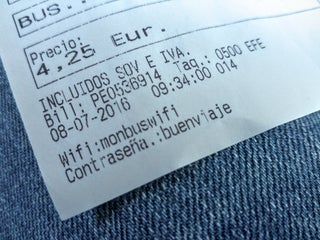 BUS..
Precio:
4,25 Eur.
INCLUIDOS SOV E IVA.
Bill: PE0536914 Taq.: 0500 EFE
08-07-2016 09:34:00 014
Wifi:monbuswifi
Contraseña.:buenviaje